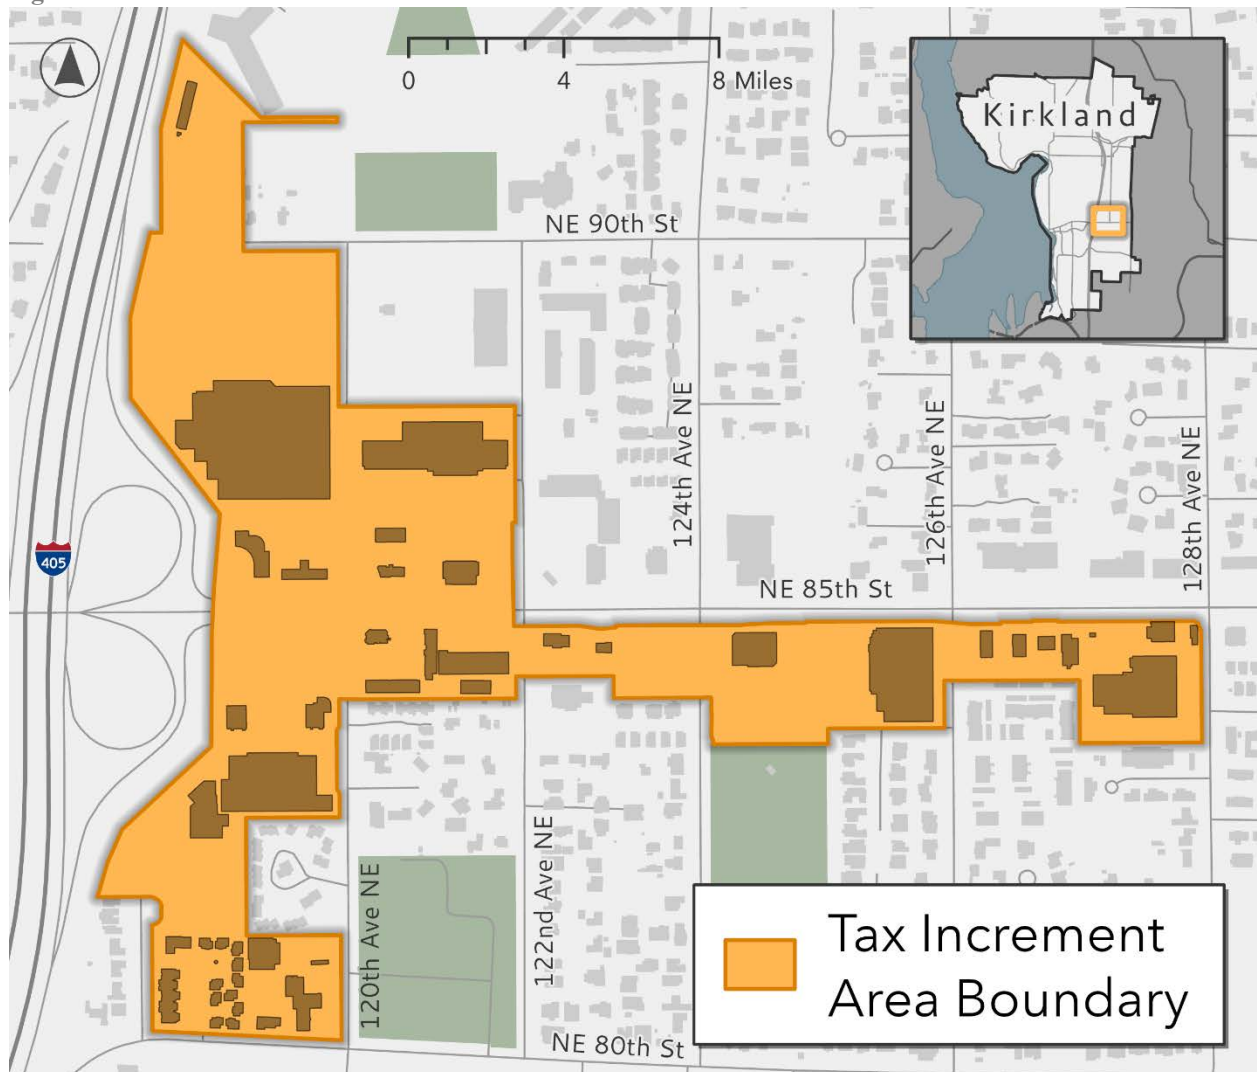 0 4 8 Miles
Kirkland
NE 90th St
124th Ave NE
126th Ave NE
128th Ave NE
405
NE 85th St
120th Ave NE
122nd Ave NE
NE 80th St
Tax Increment
Area Boundary